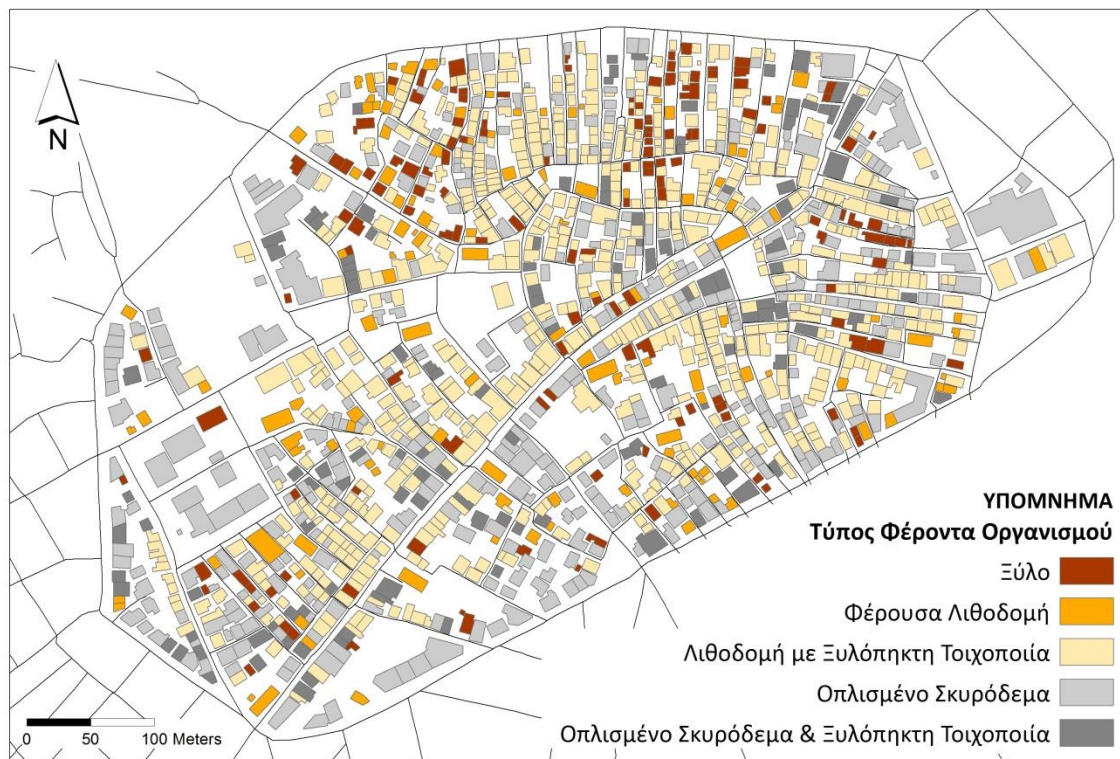 N
ΥΠΟΜΝΗΜΑ
Τύπος Φέροντα Οργανισμού
Ξύλο
Φέρουσα Λιθοδομή
Λιθοδομή με Ξυλόπηκτη Τοιχοποιία
Οπλισμένο Σκυρόδεμα
Οπλισμένο Σκυρόδεμα & Ξυλόπηκτη Τοιχοποιία
0 50 100 Meters